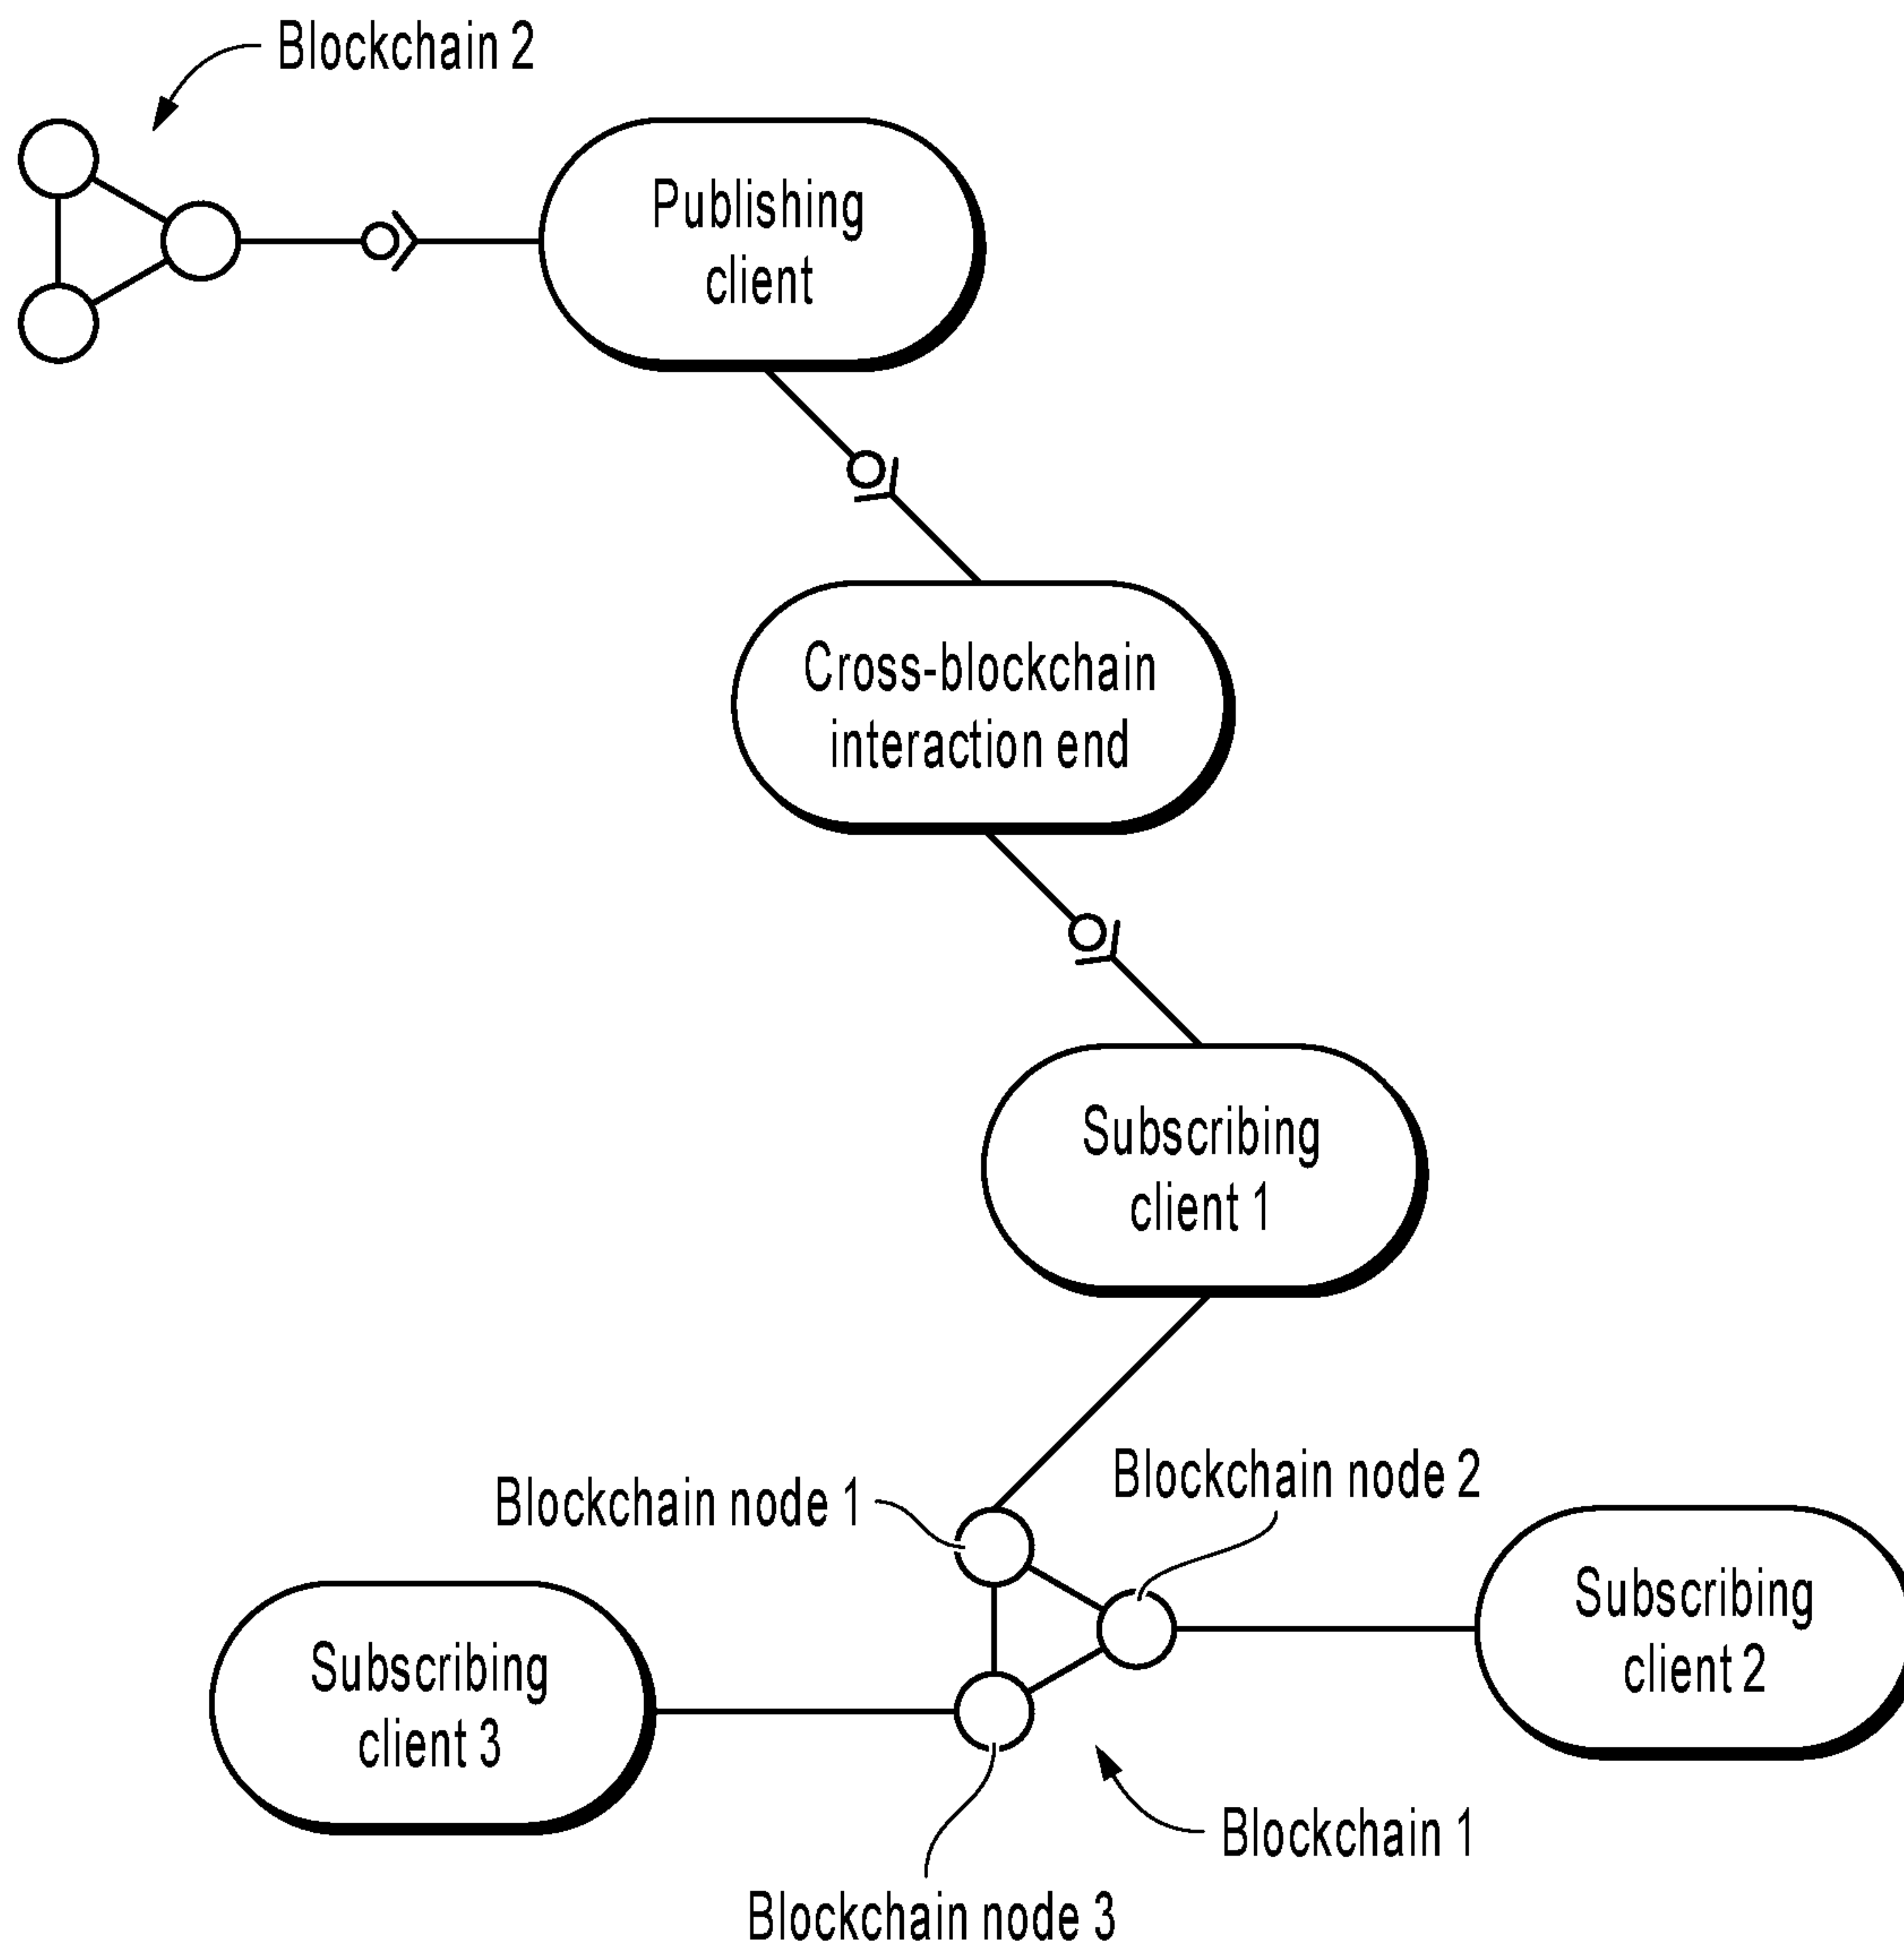 Blockchain 2
Publishing
client
Cross-blockchain
interaction end
Subscribing
client 1
Blockchain node 1
Blockchain node 2
Subscribing
client 2
Subscribing
client 3
Blockchain 1
Blockchain node 3